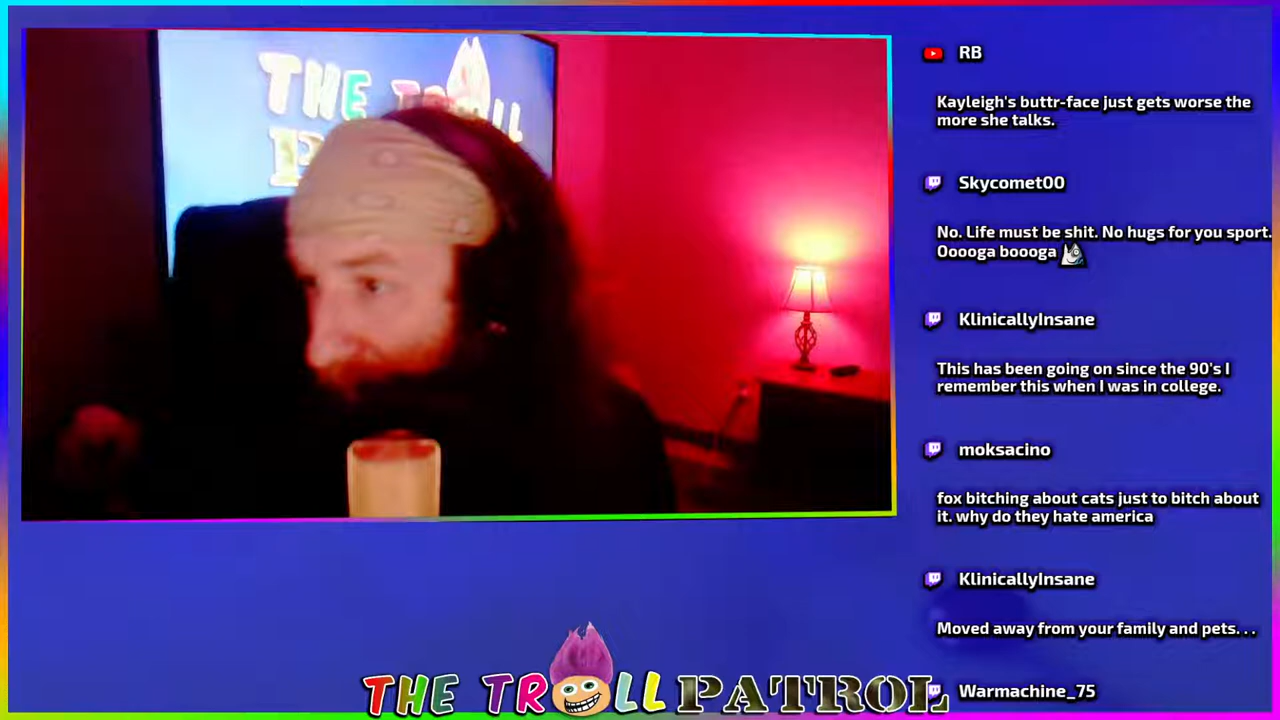 THE TROLL
P
RB
Kayleigh's buttr-face just gets worse the
more she talks.
Skycomet00
No. Life must be shit. No hugs for you sport.
Ooooga boooga
KlinicallyInsane
This has been going on since the 90's I
remember this when I was in college.
moksacino
fox bitching about cats just to bitch about
it. why do they hate america
KlinicallyInsane
Moved away from your family and pets. . .
Warmachine_75
THE TROLL PATROL